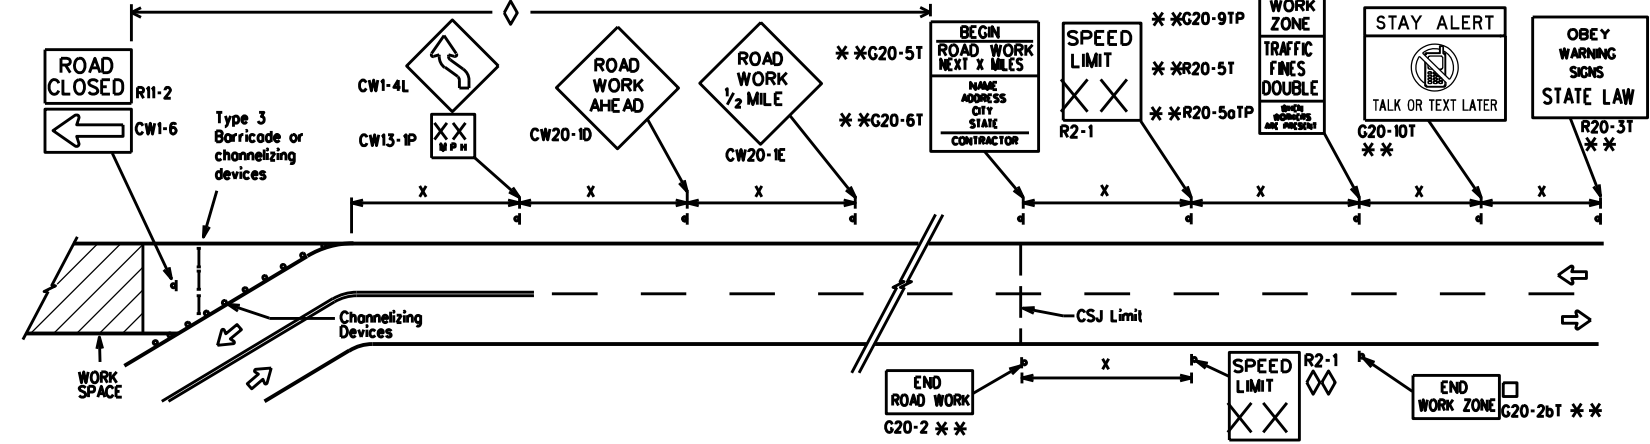 ROAD
CLOSED
R11-2
CW1-6
Type 3
Barricade or
channelizing
devices
CW1-4L
XX
MPH
CW13-1P
ROAD
WORK
AHEAD
CW20-1D
ROAD
WORK
1/2 MILE
CW20-1E
* *G20-5T
* *G20-6T
BEGIN
ROAD WORK
NEXT X MILES
NAME
ADDRESS
CITY
STATE
CONTRACTOR
SPEED
LIMIT
XX
R2-1
* *G20-9TP
* *R20-5T
* *R20-5aTP
WORK
ZONE
TRAFFIC
FINES
DOUBLE
WHEN
WORKERS
ARE PRESENT
STAY ALERT
TALK OR TEXT LATER
G20-10T
* *
OBEY
WARNING
SIGNS
STATE LAW
R20-3T
* *
X
X
X
X
X
X
X
WORK
SPACE
Channelizing
Devices
CSJ Limit
X
END
ROAD WORK
G20-2 * *
SPEED
LIMIT
XX
R2-1
END
WORK ZONE
G20-2bT * *